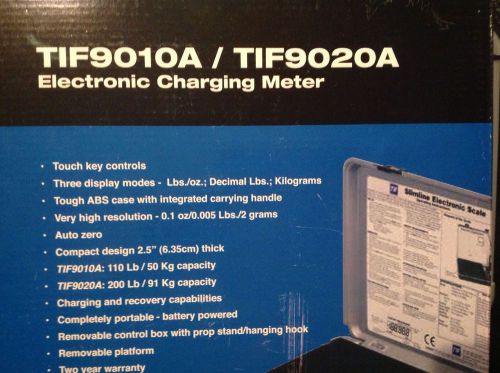 TIF9010A / TIF9020A
Electronic Charging Meter
• Touch key controls
• Three display modes - Lbs./oz.; Decimal Lbs.; Kilograms
• Tough ABS case with integrated carrying handle
• Very high resolution - 0.1 oz/0.005 Lbs./2 grams
• Auto zero
• Compact design 2.5" (6.35cm) thick
• TIF9010A: 110 Lb / 50 Kg capacity
• TIF9020A: 200 Lb / 91 Kg capacity
• Charging and recovery capabilities
• Completely portable - battery powered
• Removable control box with prop stand/hanging hook
• Removable platform
• Two year warranty
TIF
Slimline Electronic Scale
CE